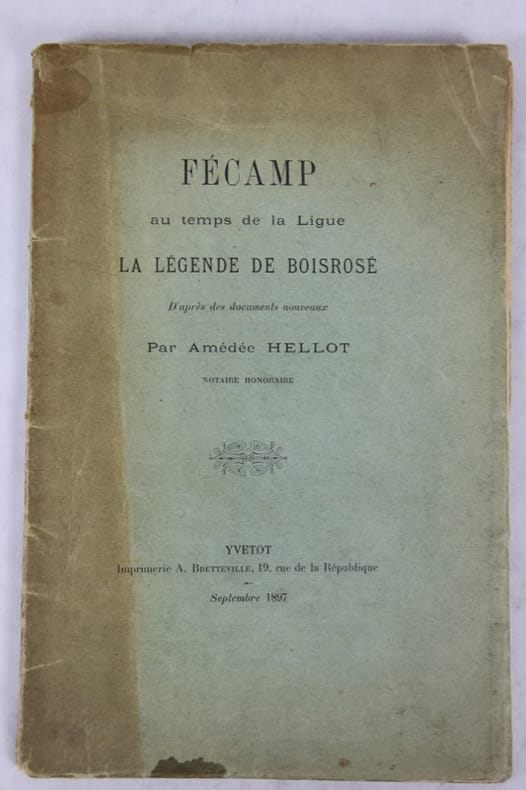 FÉCAMP
au temps de la Ligue
LA LÉGENDE DE BOISROSÉ
D'après des documents nouveaux
Par Amédée HELLOT
NOTAIRE HONORAIRE
YVETOT
Imprimerie A. BRETTEVILLE, 19, rue de la République
Septembre 1897